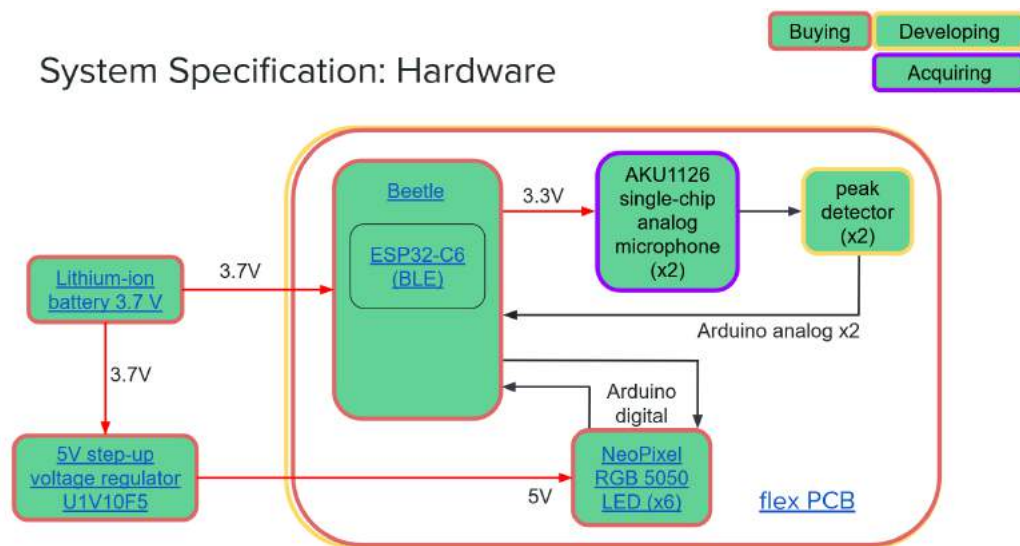 Buying
Developing
Acquiring
System Specification: Hardware
Beetle
ESP32-C6
(BLE)
3.3V
AKU1126
single-chip
analog
microphone
(x2)
peak
detector
(x2)
Lithium-ion
battery 3.7 V
3.7V
3.7V
Arduino analog x2
Arduino
digital
5V step-up
voltage regulator
U1V10F5
5V
NeoPixel
RGB 5050
LED (x6)
flex PCB